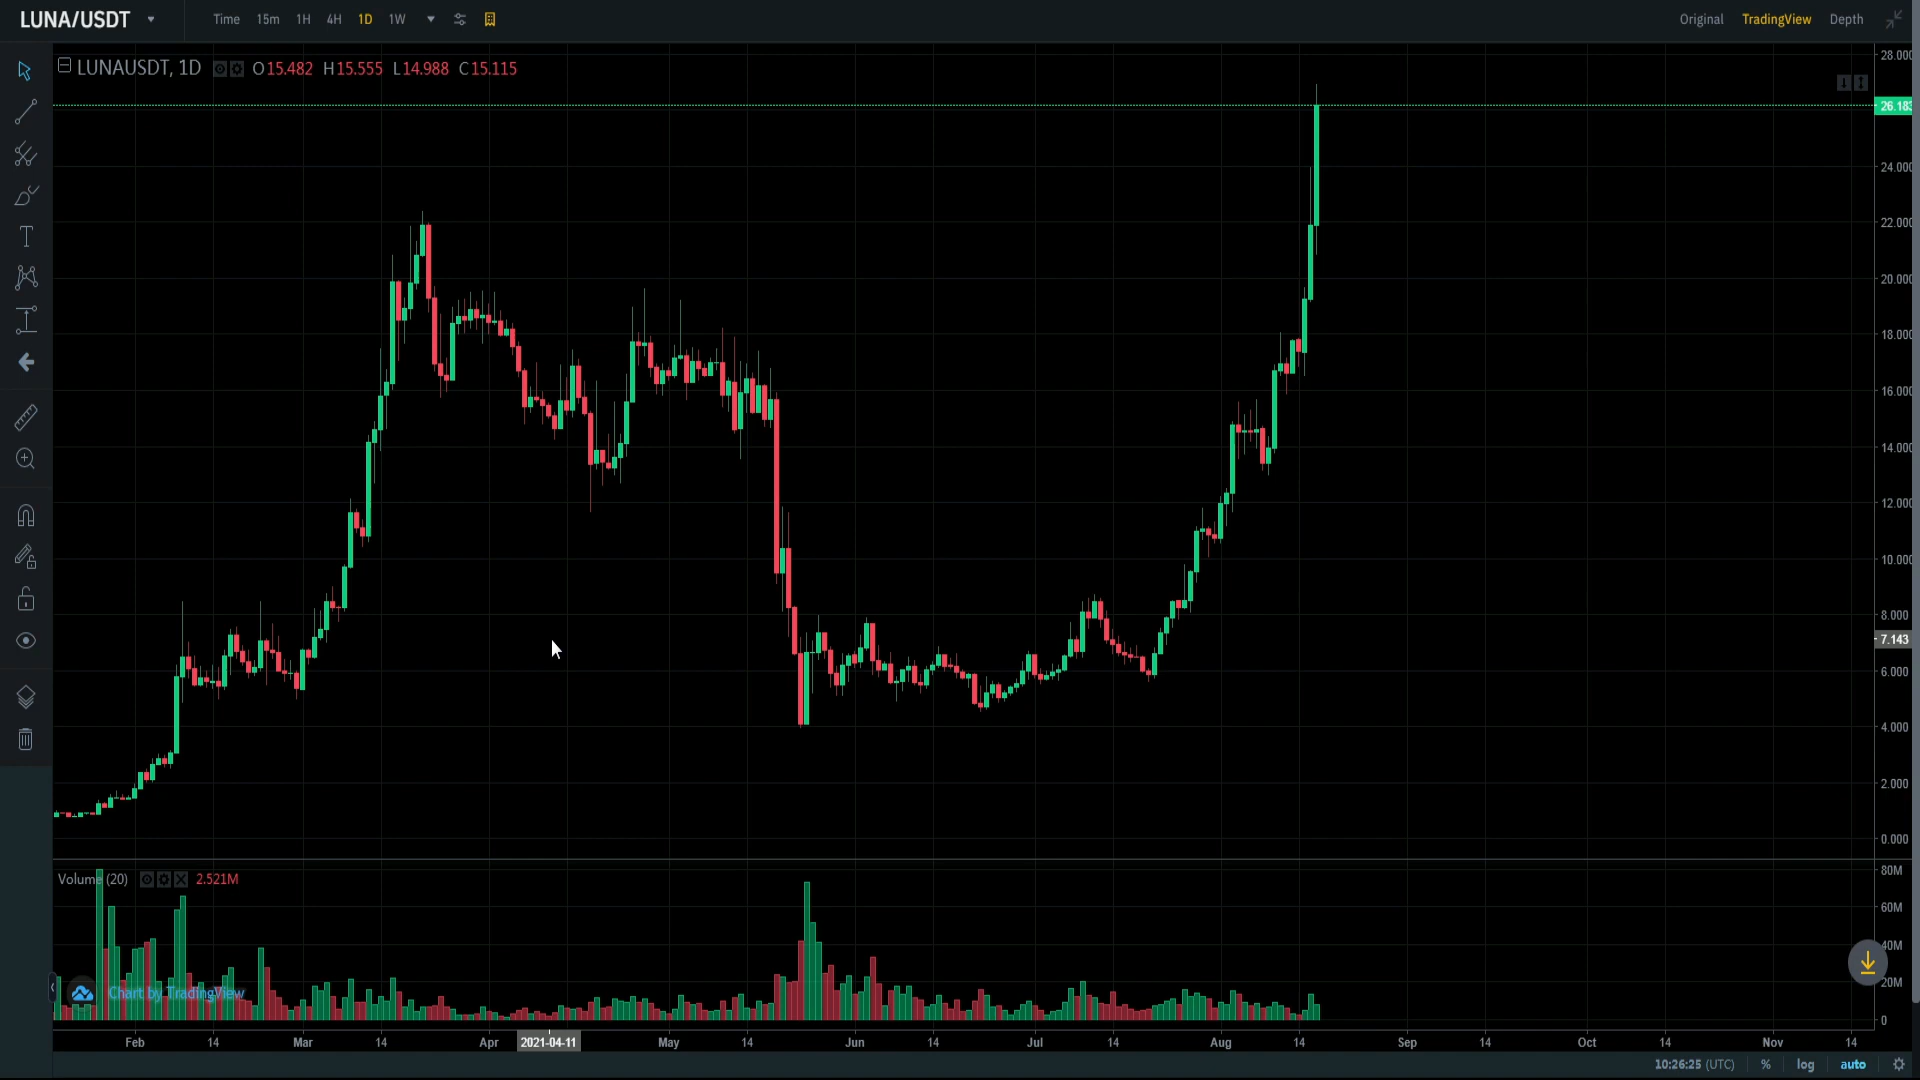 LUNA/USDT
Time 15m 1H 4H 1D 1W
Original TradingView Depth
LUNAUSDT, 1D O15.482 H15.555 L14.988 C15.115
28.000
26.183
24.000
22.000
20.000
18.000
16.000
14.000
12.000
10.000
8.000
7.143
6.000
4.000
2.000
0.000
Volume (20) 2.521M
80M
60M
40M
20M
0
Chart by TradingView
Feb 14 Mar 14 Apr 2021-04-11 May 14 Jun 14 Jul 14 Aug 14 Sep 14 Oct 14 Nov 14
10:26:25 (UTC) % log auto